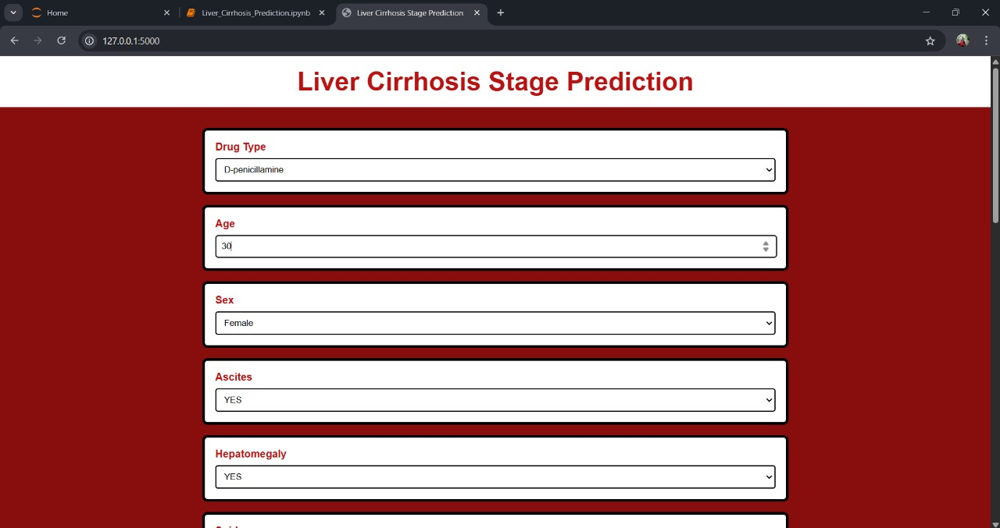 Home
Liver_Cirrhosis_Prediction.ipynb
Liver Cirrhosis Stage Prediction
127.0.0.1:5000
Liver Cirrhosis Stage Prediction
Drug Type
D-penicillamine
Age
30
Sex
Female
Ascites
YES
Hepatomegaly
YES